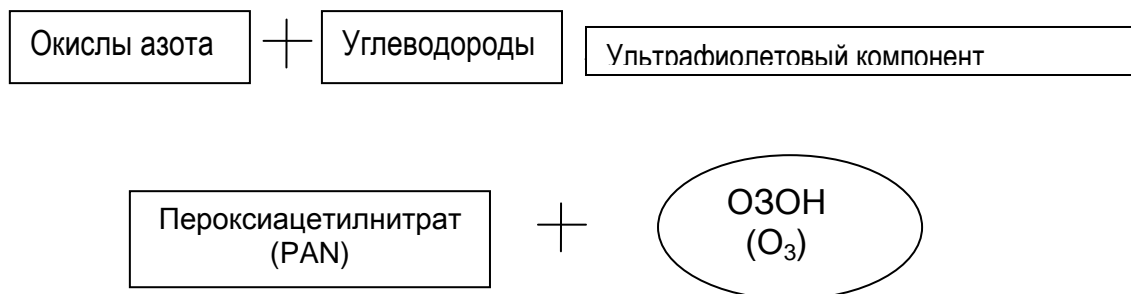 Окислы азота + Углеводороды Ультрафиолетовый компонент
Пероксиацетилнитрат
(PAN)
+
ОЗОН
(O₃)